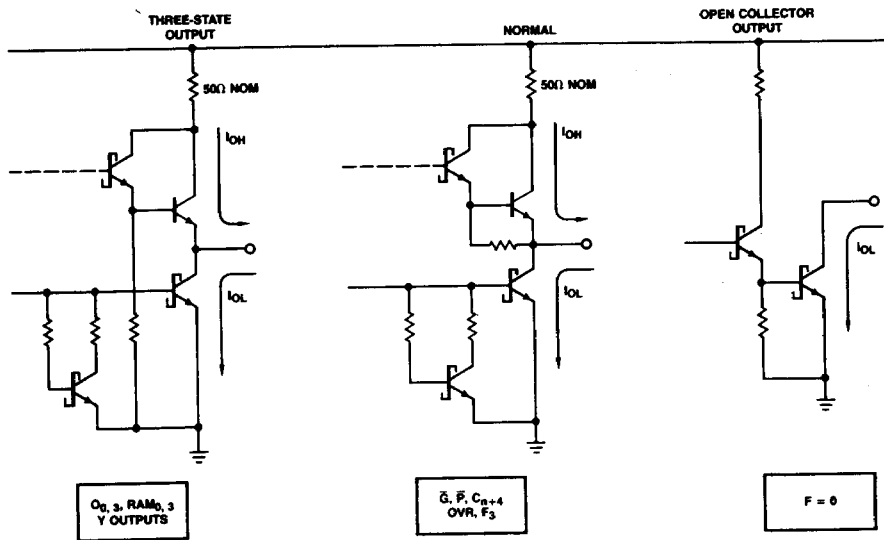 THREE-STATE
OUTPUT
NORMAL
OPEN COLLECTOR
OUTPUT
50Ω NOM
50Ω NOM
IOH
IOH
IOL
IOL
IOL
Q0, 3, RAM0, 3
Y OUTPUTS
G̅, P̅, Cn+4
OVR, F3
F = 0